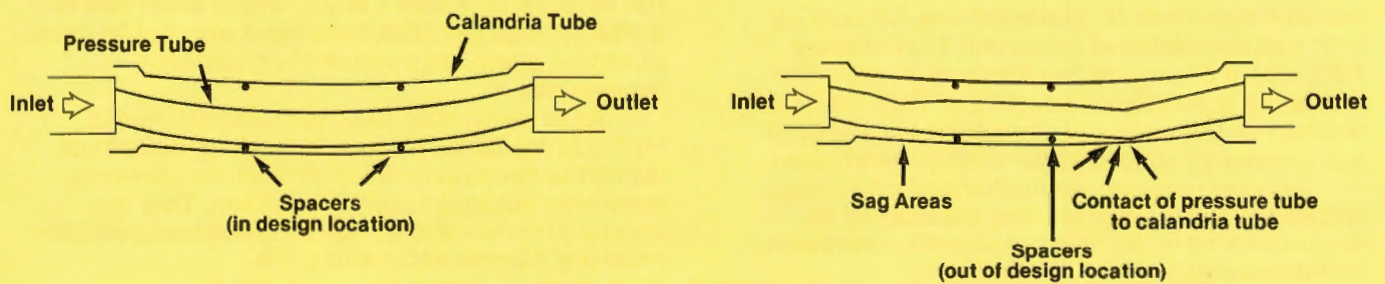 Calandria Tube
Pressure Tube
Inlet
Outlet
Spacers
(in design location)
Inlet
Outlet
Sag Areas
Contact of pressure tube
to calandria tube
Spacers
(out of design location)